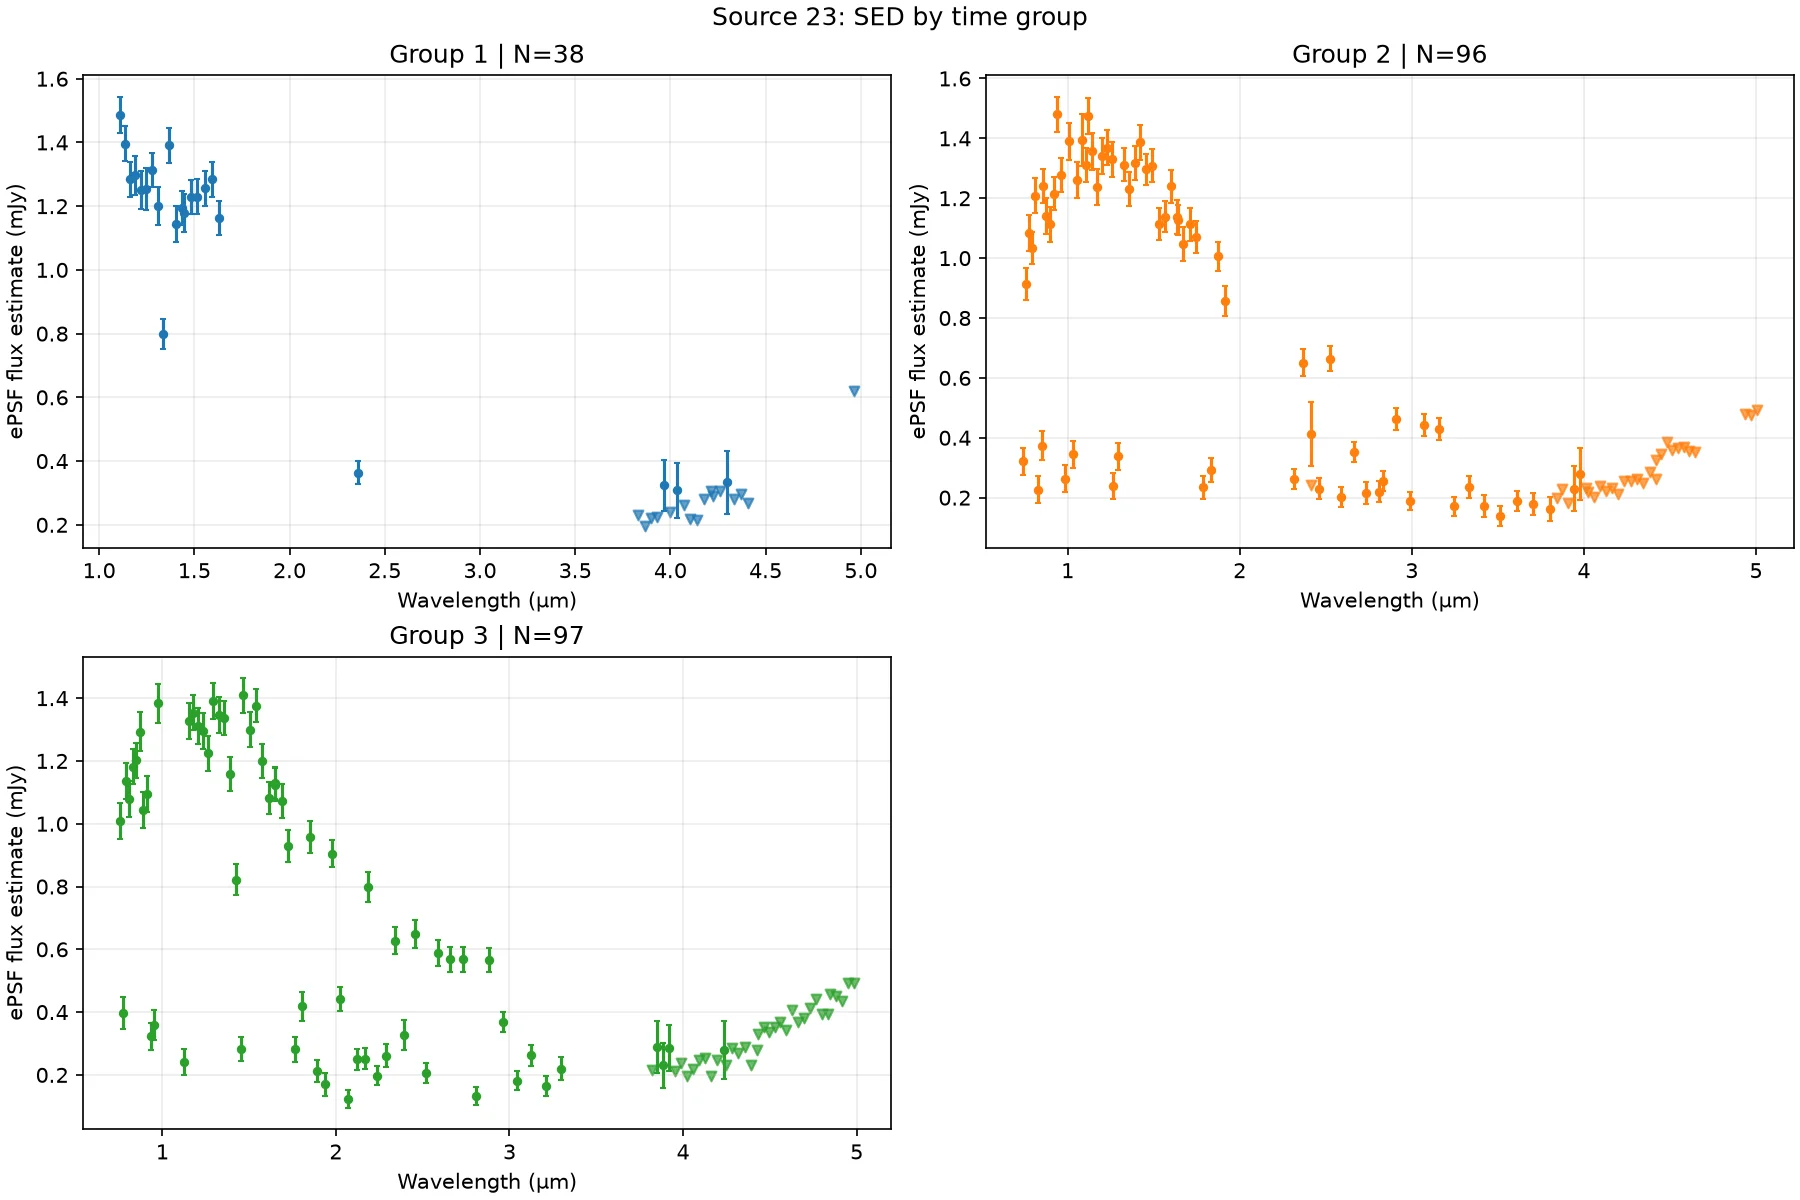 Source 23: SED by time group
Group 1 | N=38
1.6
1.4
1.2
1.0
0.8
0.6
0.4
0.2
ePSF flux estimate (mJy)
1.0 1.5 2.0 2.5 3.0 3.5 4.0 4.5 5.0
Wavelength (μm)
Group 2 | N=96
1.6
1.4
1.2
1.0
0.8
0.6
0.4
0.2
ePSF flux estimate (mJy)
1 2 3 4 5
Wavelength (μm)
Group 3 | N=97
1.4
1.2
1.0
0.8
0.6
0.4
0.2
ePSF flux estimate (mJy)
1 2 3 4 5
Wavelength (μm)